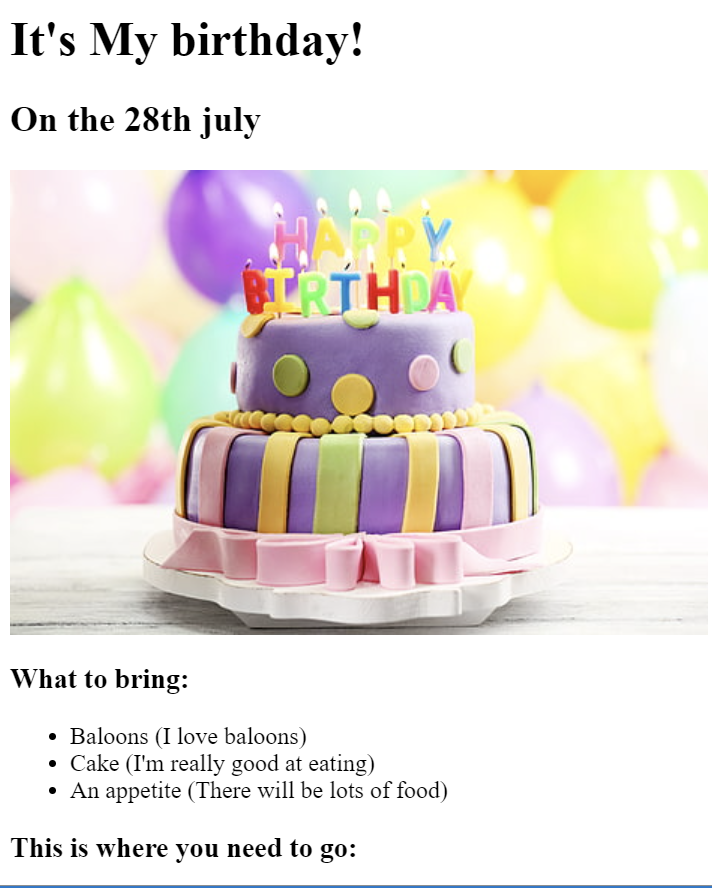 It's My birthday!
On the 28th july
HAPPY
BIRTHDAY
What to bring:
Baloons (I love baloons)
Cake (I'm really good at eating)
An appetite (There will be lots of food)
This is where you need to go: